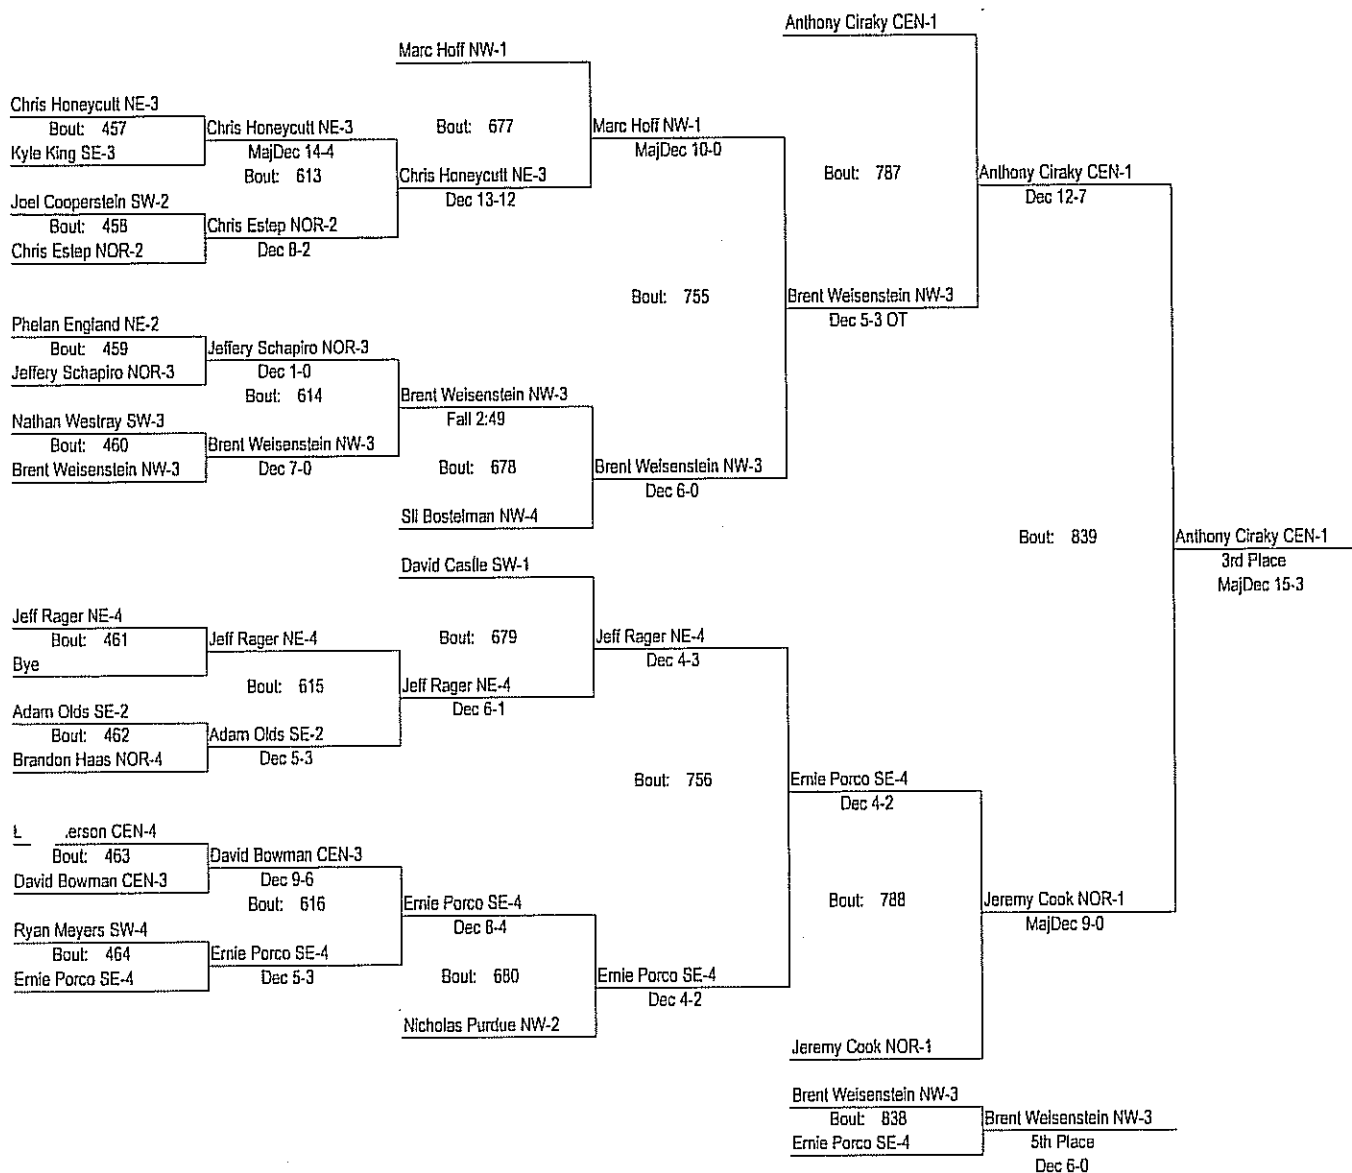 Anthony Ciraky CEN-1
Marc Hoff NW-1
Chris Honeycutt NE-3
Bout: 457
Kyle King SE-3
Chris Honeycutt NE-3
MajDec 14-4
Bout: 613
Bout: 677
Marc Hoff NW-1
MajDec 10-0
Chris Honeycutt NE-3
Dec 13-12
Bout: 787
Anthony Ciraky CEN-1
Dec 12-7
Joel Cooperstein SW-2
Bout: 458
Chris Estep NOR-2
Chris Estep NOR-2
Dec 8-2
Bout: 755
Brent Weisenstein NW-3
Dec 5-3 OT
Phelan England NE-2
Bout: 459
Jeffery Schapiro NOR-3
Jeffery Schapiro NOR-3
Dec 1-0
Bout: 614
Brent Weisenstein NW-3
Fall 2:49
Nathan Westray SW-3
Bout: 460
Brent Weisenstein NW-3
Brent Weisenstein NW-3
Dec 7-0
Bout: 678
Brent Weisenstein NW-3
Dec 6-0
Bostelman NW-4
Bout: 839
Anthony Ciraky CEN-1
3rd Place
MajDec 15-3
David Castle SW-1
Jeff Rager NE-4
Bout: 461
Bye
Jeff Rager NE-4
Bout: 679
Jeff Rager NE-4
Dec 4-3
Bout: 615
Jeff Rager NE-4
Dec 6-1
Adam Olds SE-2
Bout: 462
Brandon Haas NOR-4
Adam Olds SE-2
Dec 5-3
Bout: 756
Ernie Porco SE-4
Dec 4-2
erson CEN-4
Bout: 463
David Bowman CEN-3
David Bowman CEN-3
Dec 9-6
Bout: 616
Ernie Porco SE-4
Dec 8-4
Bout: 788
Jeremy Cook NOR-1
MajDec 9-0
Ryan Meyers SW-4
Bout: 464
Ernie Porco SE-4
Ernie Porco SE-4
Dec 5-3
Bout: 680
Ernie Porco SE-4
Dec 4-2
Nicholas Purdue NW-2
Jeremy Cook NOR-1
Brent Weisenstein NW-3
Bout: 838
Ernie Porco SE-4
Brent Weisenstein NW-3
5th Place
Dec 6-0